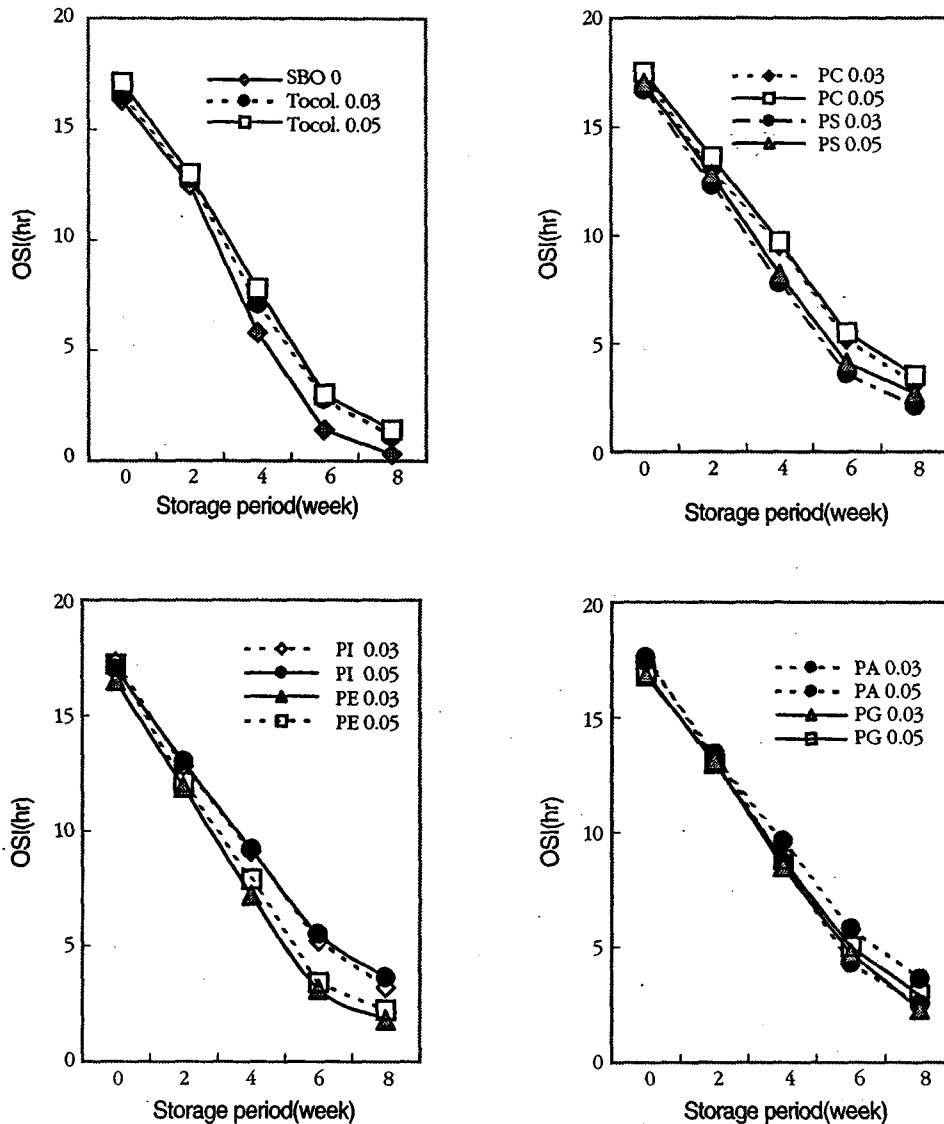 20
15
10
5
0
OSI(hr)
SBO 0
Tocol. 0.03
Tocol. 0.05
0 2 4 6 8
Storage period(week)
20
15
10
5
0
OSI(hr)
PC 0.03
PC 0.05
PS 0.03
PS 0.05
0 2 4 6 8
Storage period(week)
20
15
10
5
0
OSI(hr)
PI 0.03
PI 0.05
PE 0.03
PE 0.05
0 2 4 6 8
Storage period(week)
20
15
10
5
0
OSI(hr)
PA 0.03
PA 0.05
PG 0.03
PG 0.05
0 2 4 6 8
Storage period(week)